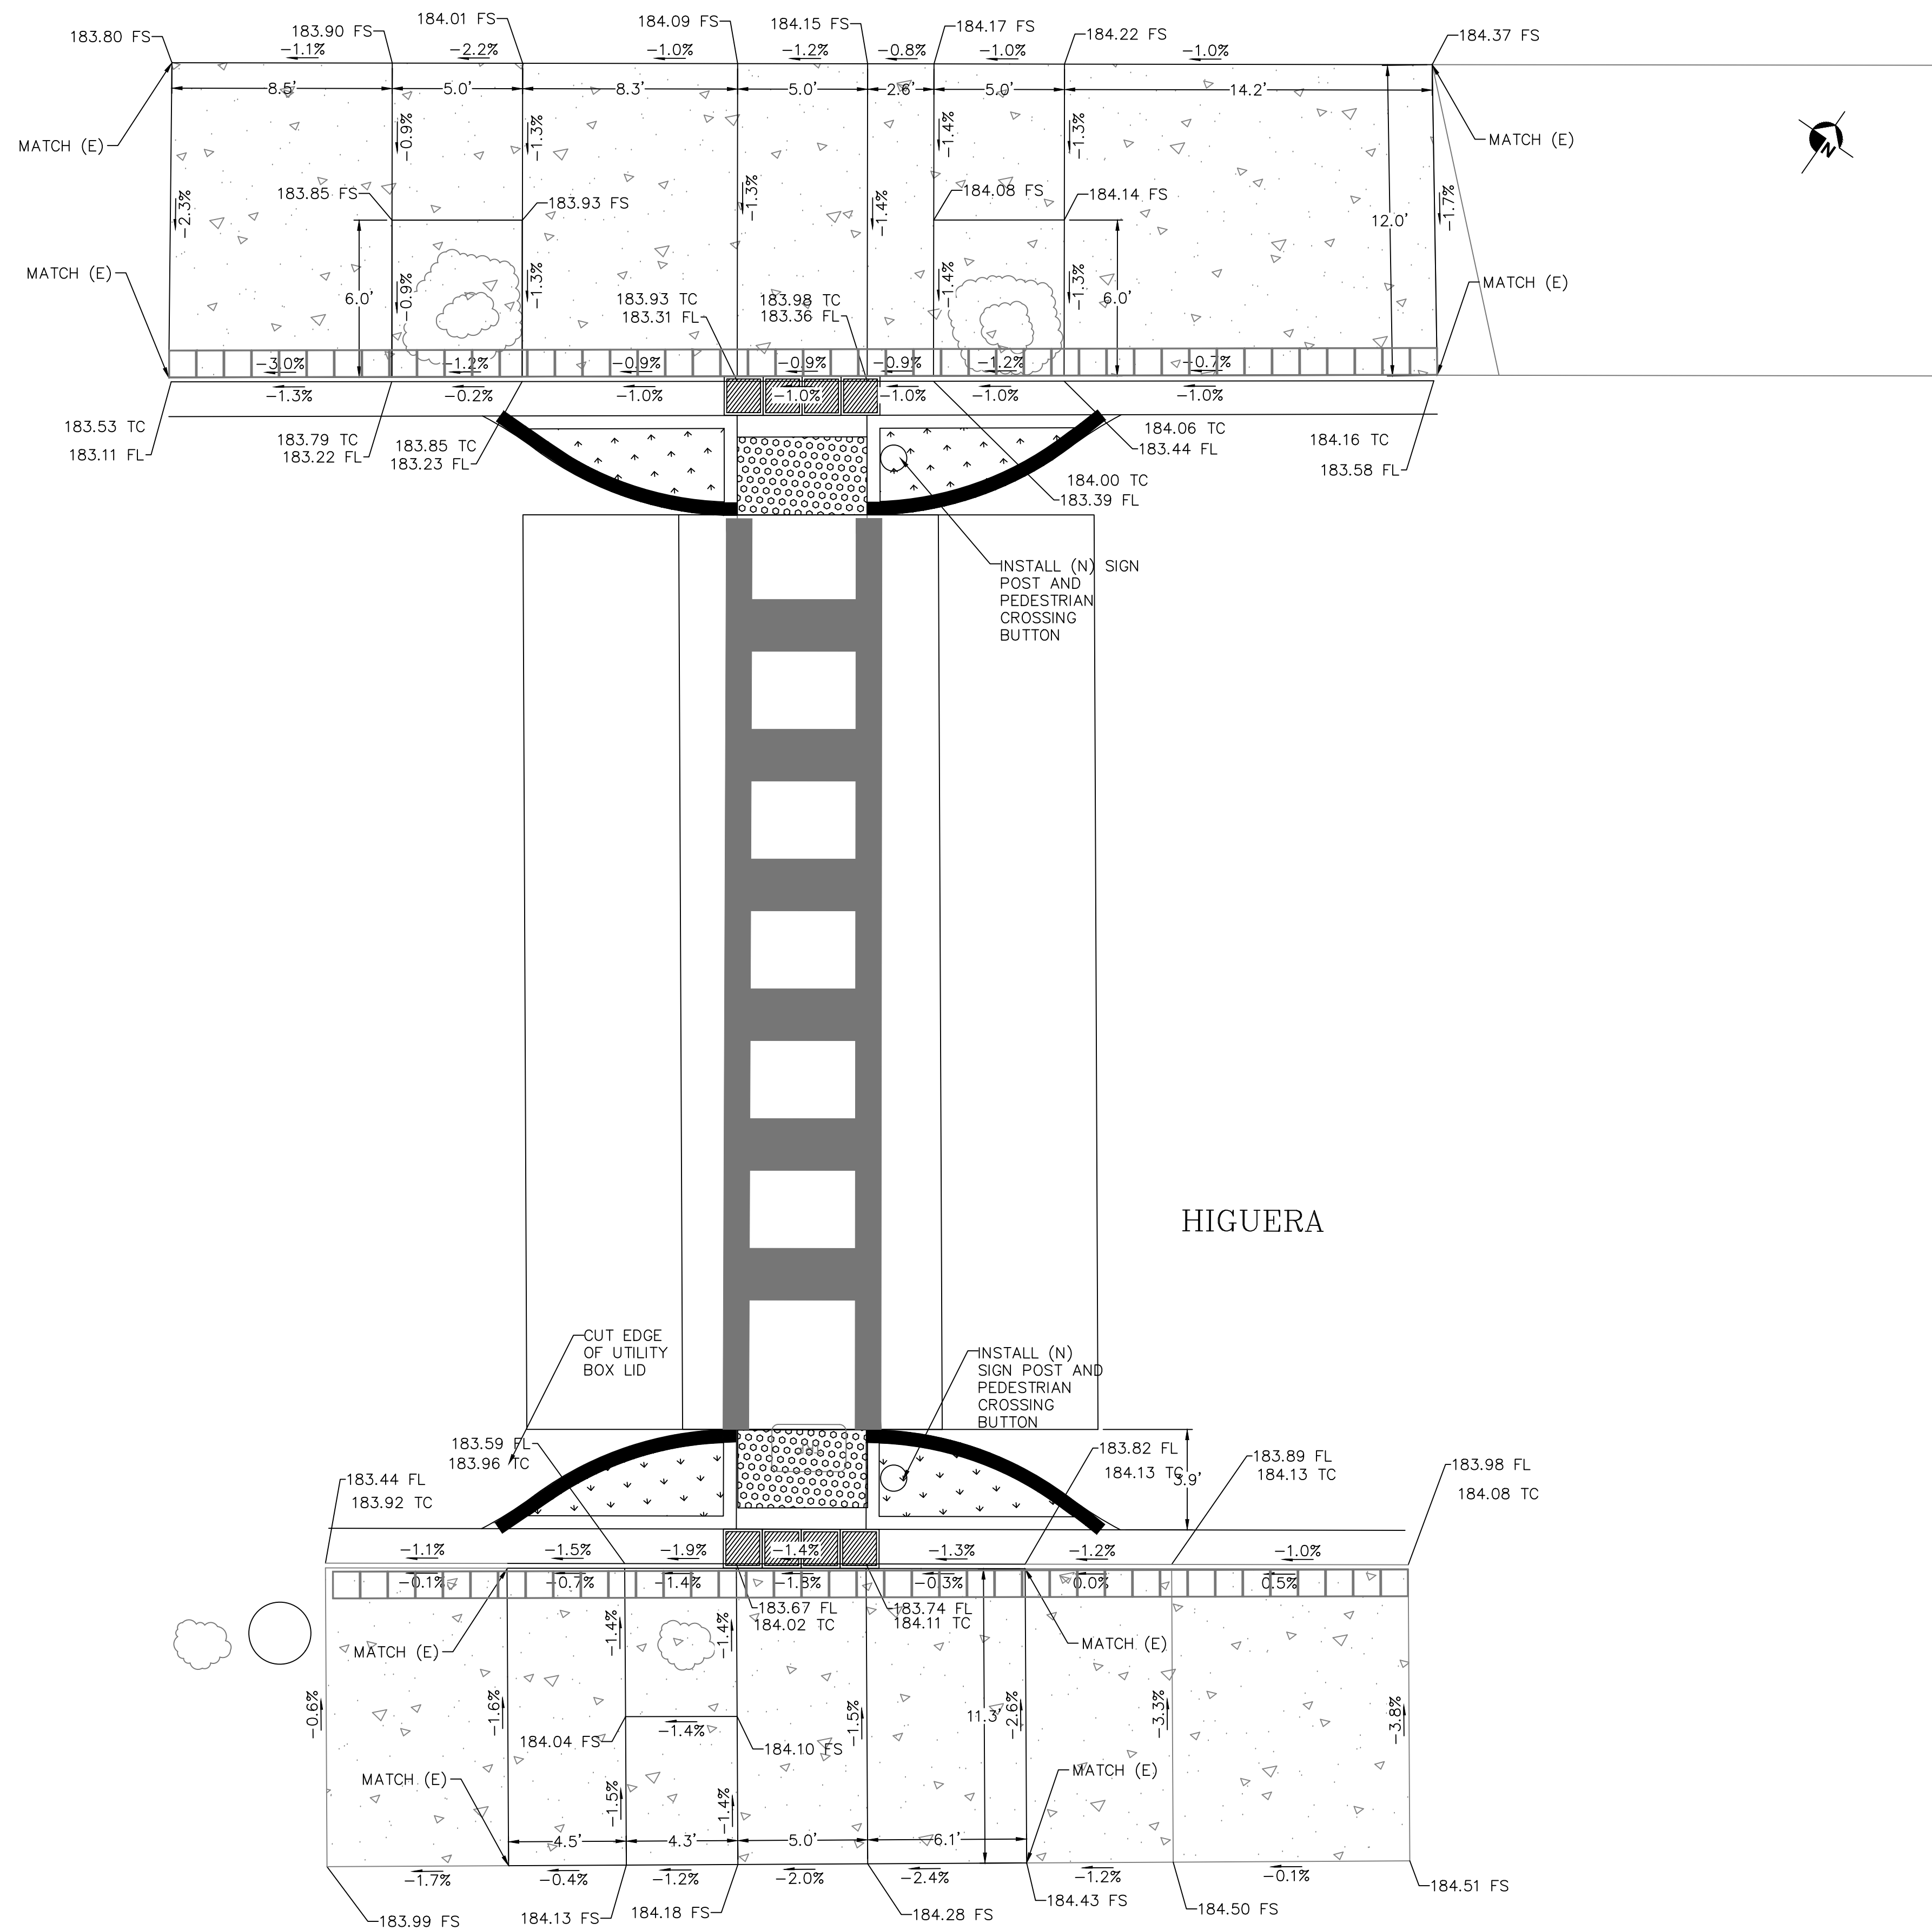 183.80 FS
183.90 FS
184.01 FS
184.09 FS
184.15 FS
184.17 FS
184.22 FS
184.37 FS
-1.1%
-2.2%
-1.0%
-1.2%
-0.8%
-1.0%
-1.0%
8.5'
5.0'
8.3'
5.0'
2.6'
5.0'
14.2'
MATCH (E)
-0.9%
-1.3%
-1.4%
-1.3%
MATCH (E)
N
183.85 FS
183.93 FS
-1.3%
184.08 FS
184.14 FS
-2.3%
-1.4%
12.0'
-1.7%
MATCH (E)
6.0'
-0.9%
-1.3%
183.93 TC
183.31 FL
183.98 TC
183.36 FL
-1.4%
-1.3%
6.0'
MATCH (E)
-3.0%
-1.2%
-0.9%
-0.9%
-0.9%
-1.2%
-0.7%
-1.3%
-0.2%
-1.0%
-1.0%
-1.0%
-1.0%
-1.0%
183.53 TC
183.11 FL
183.79 TC
183.22 FL
183.85 TC
183.23 FL
184.06 TC
183.44 FL
184.16 TC
183.58 FL
184.00 TC
183.39 FL
INSTALL (N) SIGN
POST AND
PEDESTRIAN
CROSSING
BUTTON
HIGUERA
CUT EDGE
OF UTILITY
BOX LID
INSTALL (N)
SIGN POST AND
PEDESTRIAN
CROSSING
BUTTON
183.59 FL
183.96 TC
183.82 FL
184.13 TC
3.9'
183.89 FL
184.13 TC
183.44 FL
183.92 TC
183.98 FL
184.08 TC
-1.1%
-1.5%
-1.9%
-1.4%
-1.3%
-1.2%
-1.0%
-0.1%
-0.7%
-1.4%
-1.8%
-0.3%
0.0%
0.5%
183.67 FL
184.02 TC
183.74 FL
184.11 TC
MATCH (E)
-1.4%
-1.4%
MATCH (E)
-0.6%
-1.6%
-1.5%
11.3'
-2.6%
-3.3%
-3.8%
184.04 FS
-1.4%
184.10 FS
MATCH (E)
-1.5%
-1.4%
MATCH (E)
4.5'
4.3'
5.0'
6.1'
-1.7%
-0.4%
-1.2%
-2.0%
-2.4%
-1.2%
-0.1%
183.99 FS
184.13 FS
184.18 FS
184.28 FS
184.43 FS
184.50 FS
184.51 FS